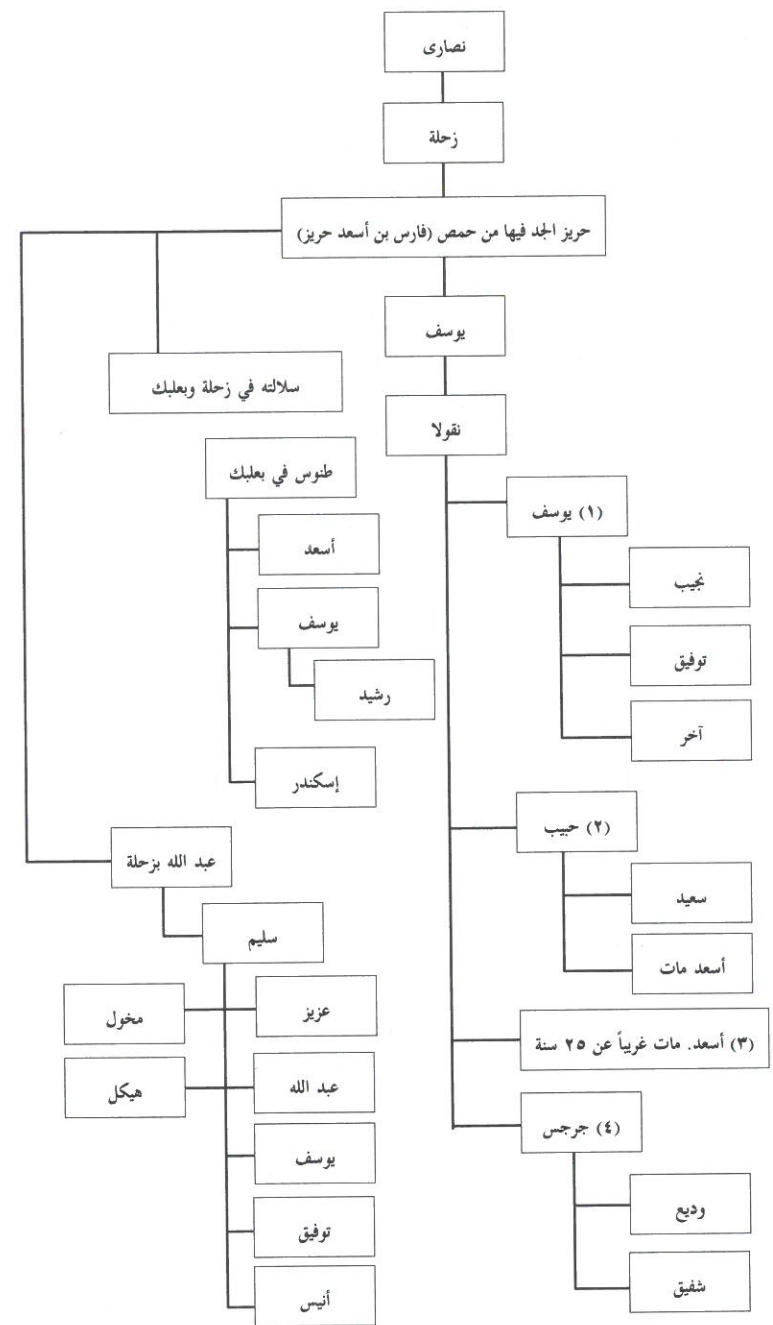 نصارى
زحلة
حريز الجد فيها من حمص (فارس بن أسعد حريز)
يوسف
نقولا
(١) يوسف
نجيب
توفيق
آخر
(٢) حبيب
سعيد
أسعد مات
(٣) أسعد. مات غريباً عن ٢٥ سنة
(٤) جرجس
وديع
شفيق
سلالته في زحلة وبعلبك
طنوس في بعلبك
أسعد
يوسف
رشيد
إسكندر
عبد الله بزحلة
سليم
عزيز
مخول
عبد الله
هيكل
يوسف
توفيق
أنيس